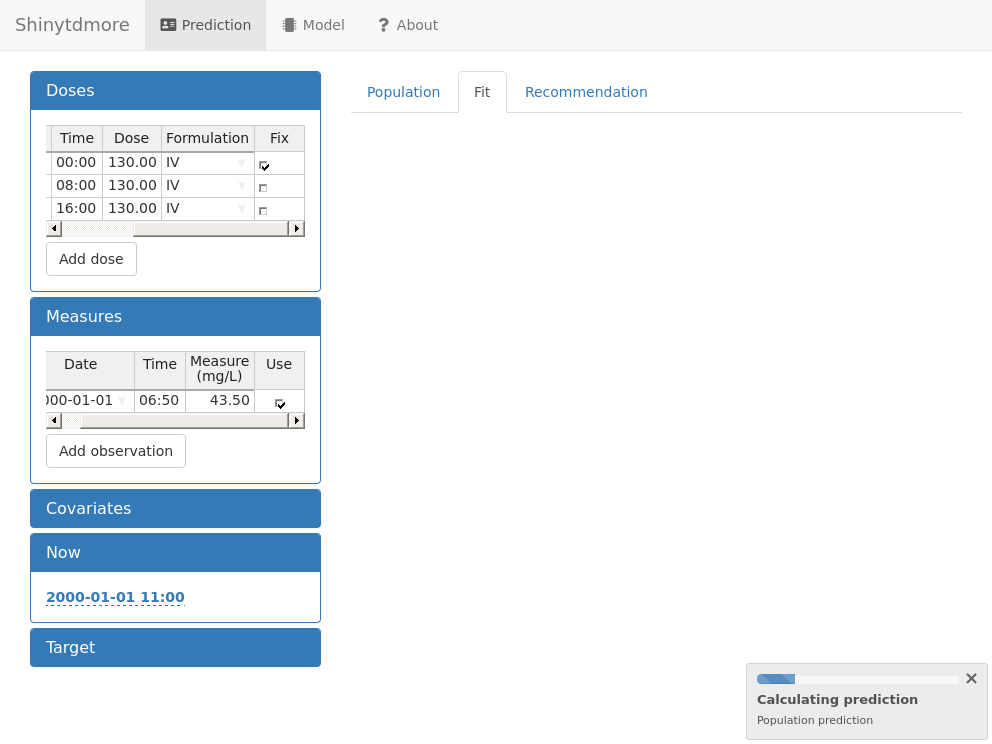 Shinytdmore Prediction Model ? About
Doses
Time Dose Formulation Fix
00:00 130.00 IV
08:00 130.00 IV
16:00 130.00 IV
Add dose
Measures
Date Time Measure (mg/L) Use
000-01-01 06:50 43.50
Add observation
Covariates
Now
2000-01-01 11:00
Target
Population Fit Recommendation
Calculating prediction
Population prediction